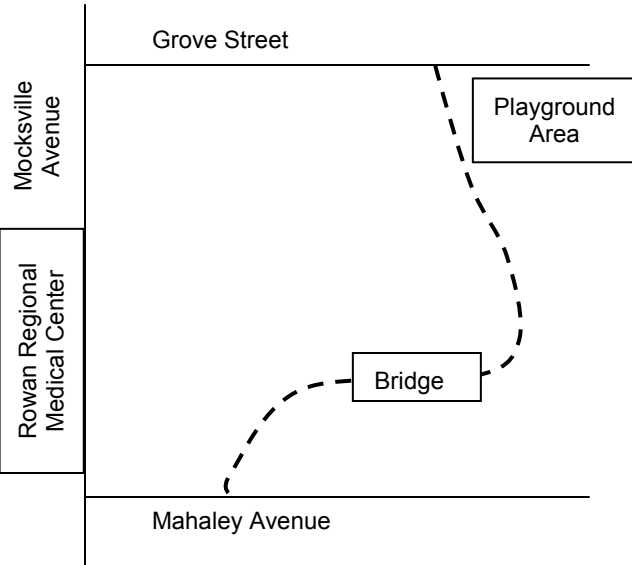 Grove Street
Playground
Area
Mocksville
Avenue
Rowan Regional
Medical Center
Bridge
Mahaley Avenue